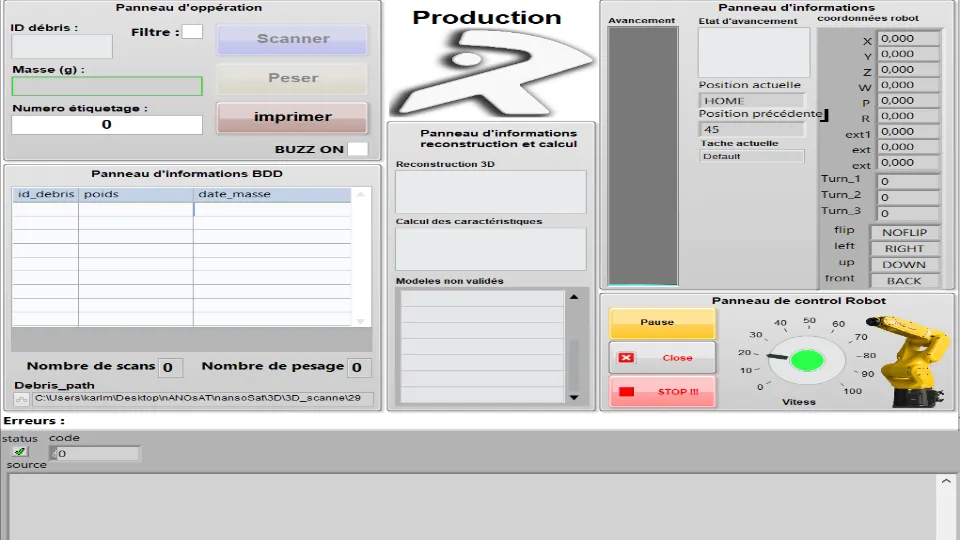 Panneau d'oppération
ID débris :
Filtre :
Scanner
Masse (g) :
Peser
Numero étiquetage :
0
imprimer
BUZZ ON
Panneau d'informations BDD
id_debris poids date_masse
Nombre de scans 0 Nombre de pesage 0
Debris_path
C:\Users\karim\Desktop\nANOsAT\nansoSat\3D\3D_scanne\29
Production
Panneau d'informations
reconstruction et calcul
Reconstruction 3D
Calcul des caractéristiques
Modeles non validés
Panneau d'informations
Avancement
Etat d'avancement
Position actuelle
HOME
Position précédente
45
Tache actuelle
Default
coordonnées robot
X 0,000
Y 0,000
Z 0,000
W 0,000
P 0,000
R 0,000
ext1 0,000
ext 0,000
ext 0,000
Turn_1 0
Turn_2 0
Turn_3 0
flip NOFLIP
left RIGHT
up DOWN
front BACK
Panneau de control Robot
Pause
Close
STOP !!!
0 10 20 30 40 50 60 70 80 90 100
Vitess
Erreurs :
status code
0
source